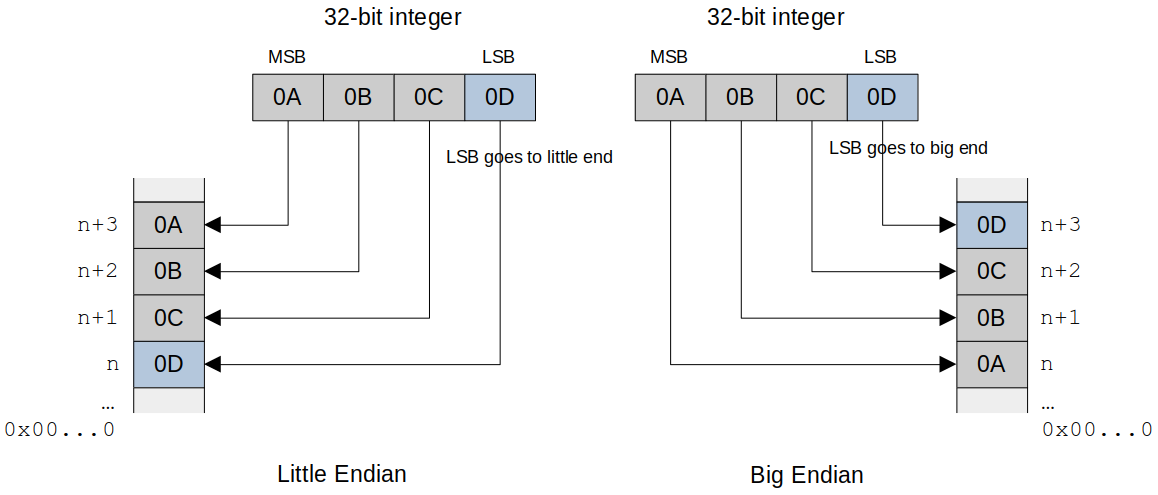 32-bit integer
MSB LSB
0A 0B 0C 0D
LSB goes to little end
n+3 0A
n+2 0B
n+1 0C
n 0D
...
0x00...0
Little Endian
32-bit integer
MSB LSB
0A 0B 0C 0D
LSB goes to big end
0D n+3
0C n+2
0B n+1
0A n
...
0x00...0
Big Endian